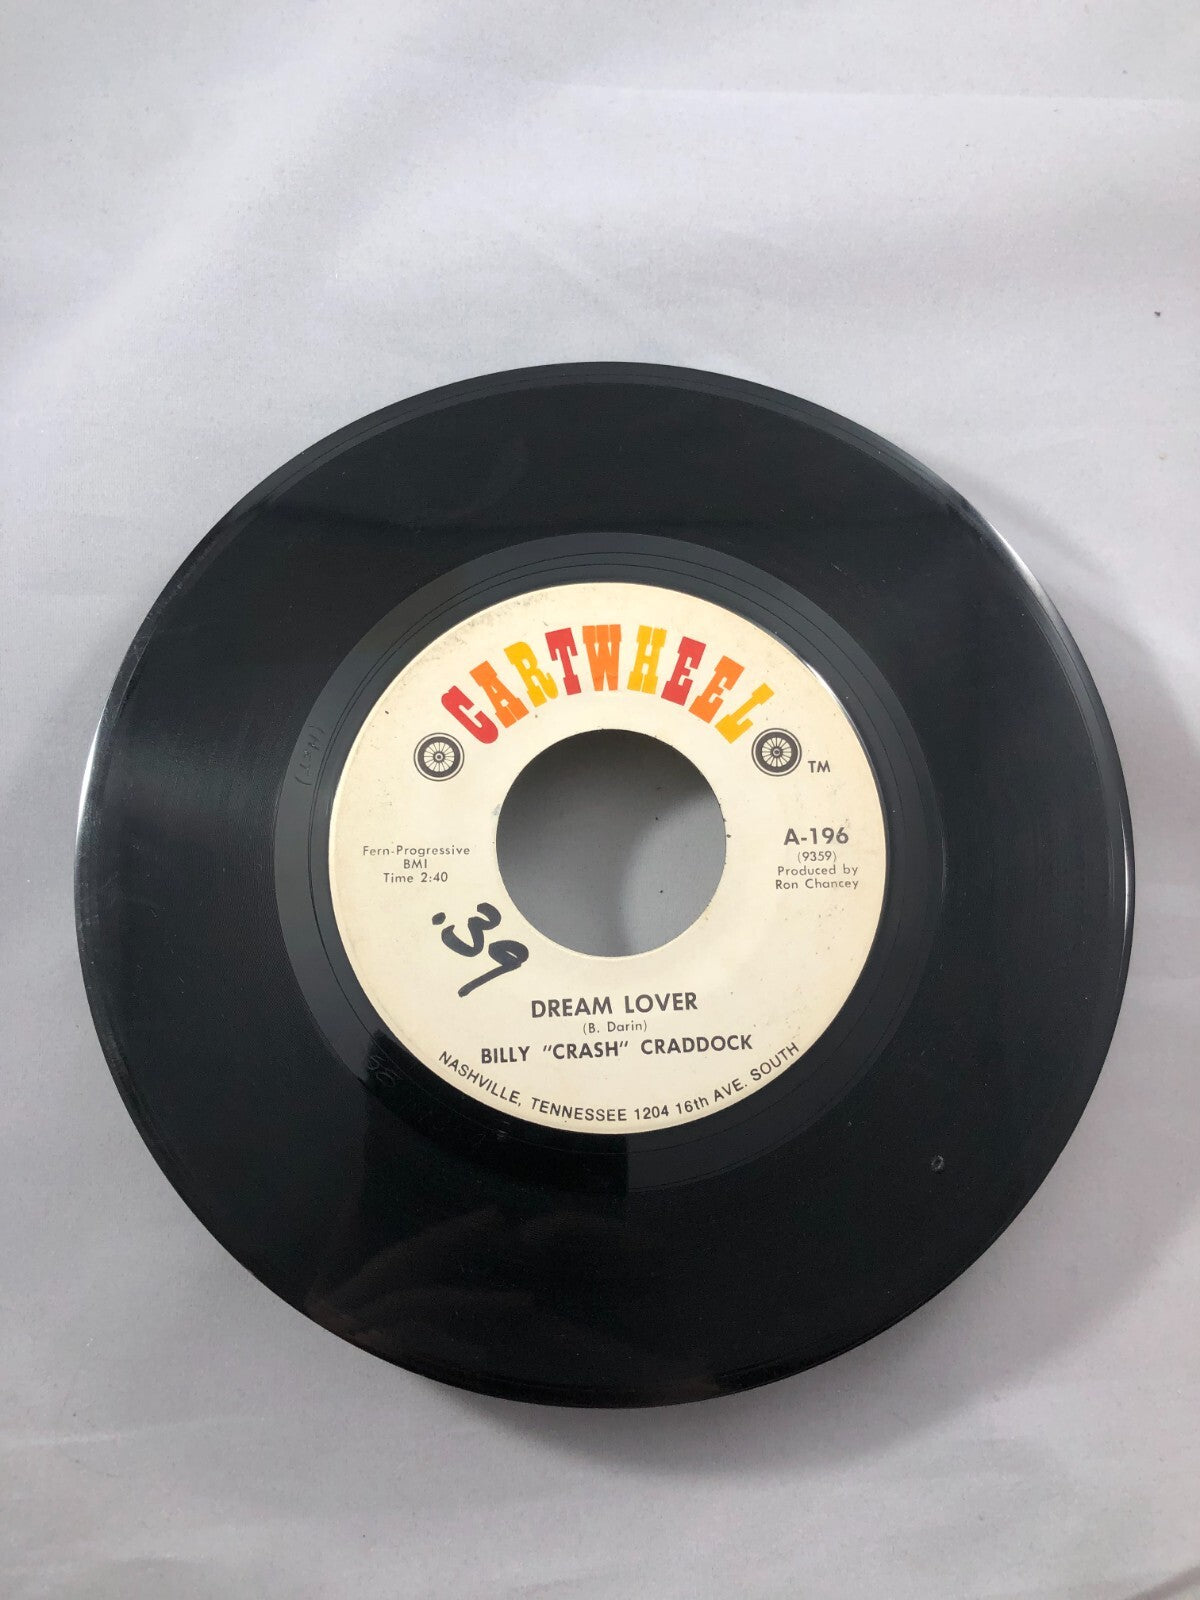 CARTWHEEL
TM
Fern-Progressive
BMI
Time 2:40
A-196
(9359)
Produced by
Ron Chancey
.39
DREAM LOVER
(B. Darin)
BILLY "CRASH" CRADDOCK
NASHVILLE, TENNESSEE 1204 16th AVE. SOUTH